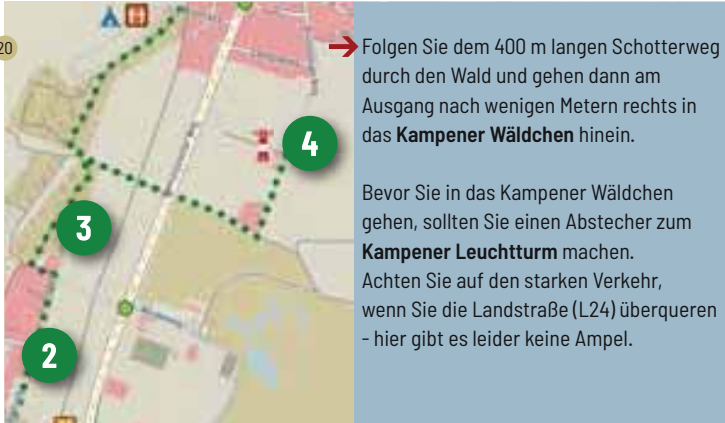 20
4
3
2
Folgen Sie dem 400 m langen Schotterweg
durch den Wald und gehen dann am
Ausgang nach wenigen Metern rechts in
das Kampener Wäldchen hinein.
Bevor Sie in das Kampener Wäldchen
gehen, sollten Sie einen Abstecher zum
Kampener Leuchtturm machen.
Achten Sie auf den starken Verkehr,
wenn Sie die Landstraße (L24) überqueren
- hier gibt es leider keine Ampel.